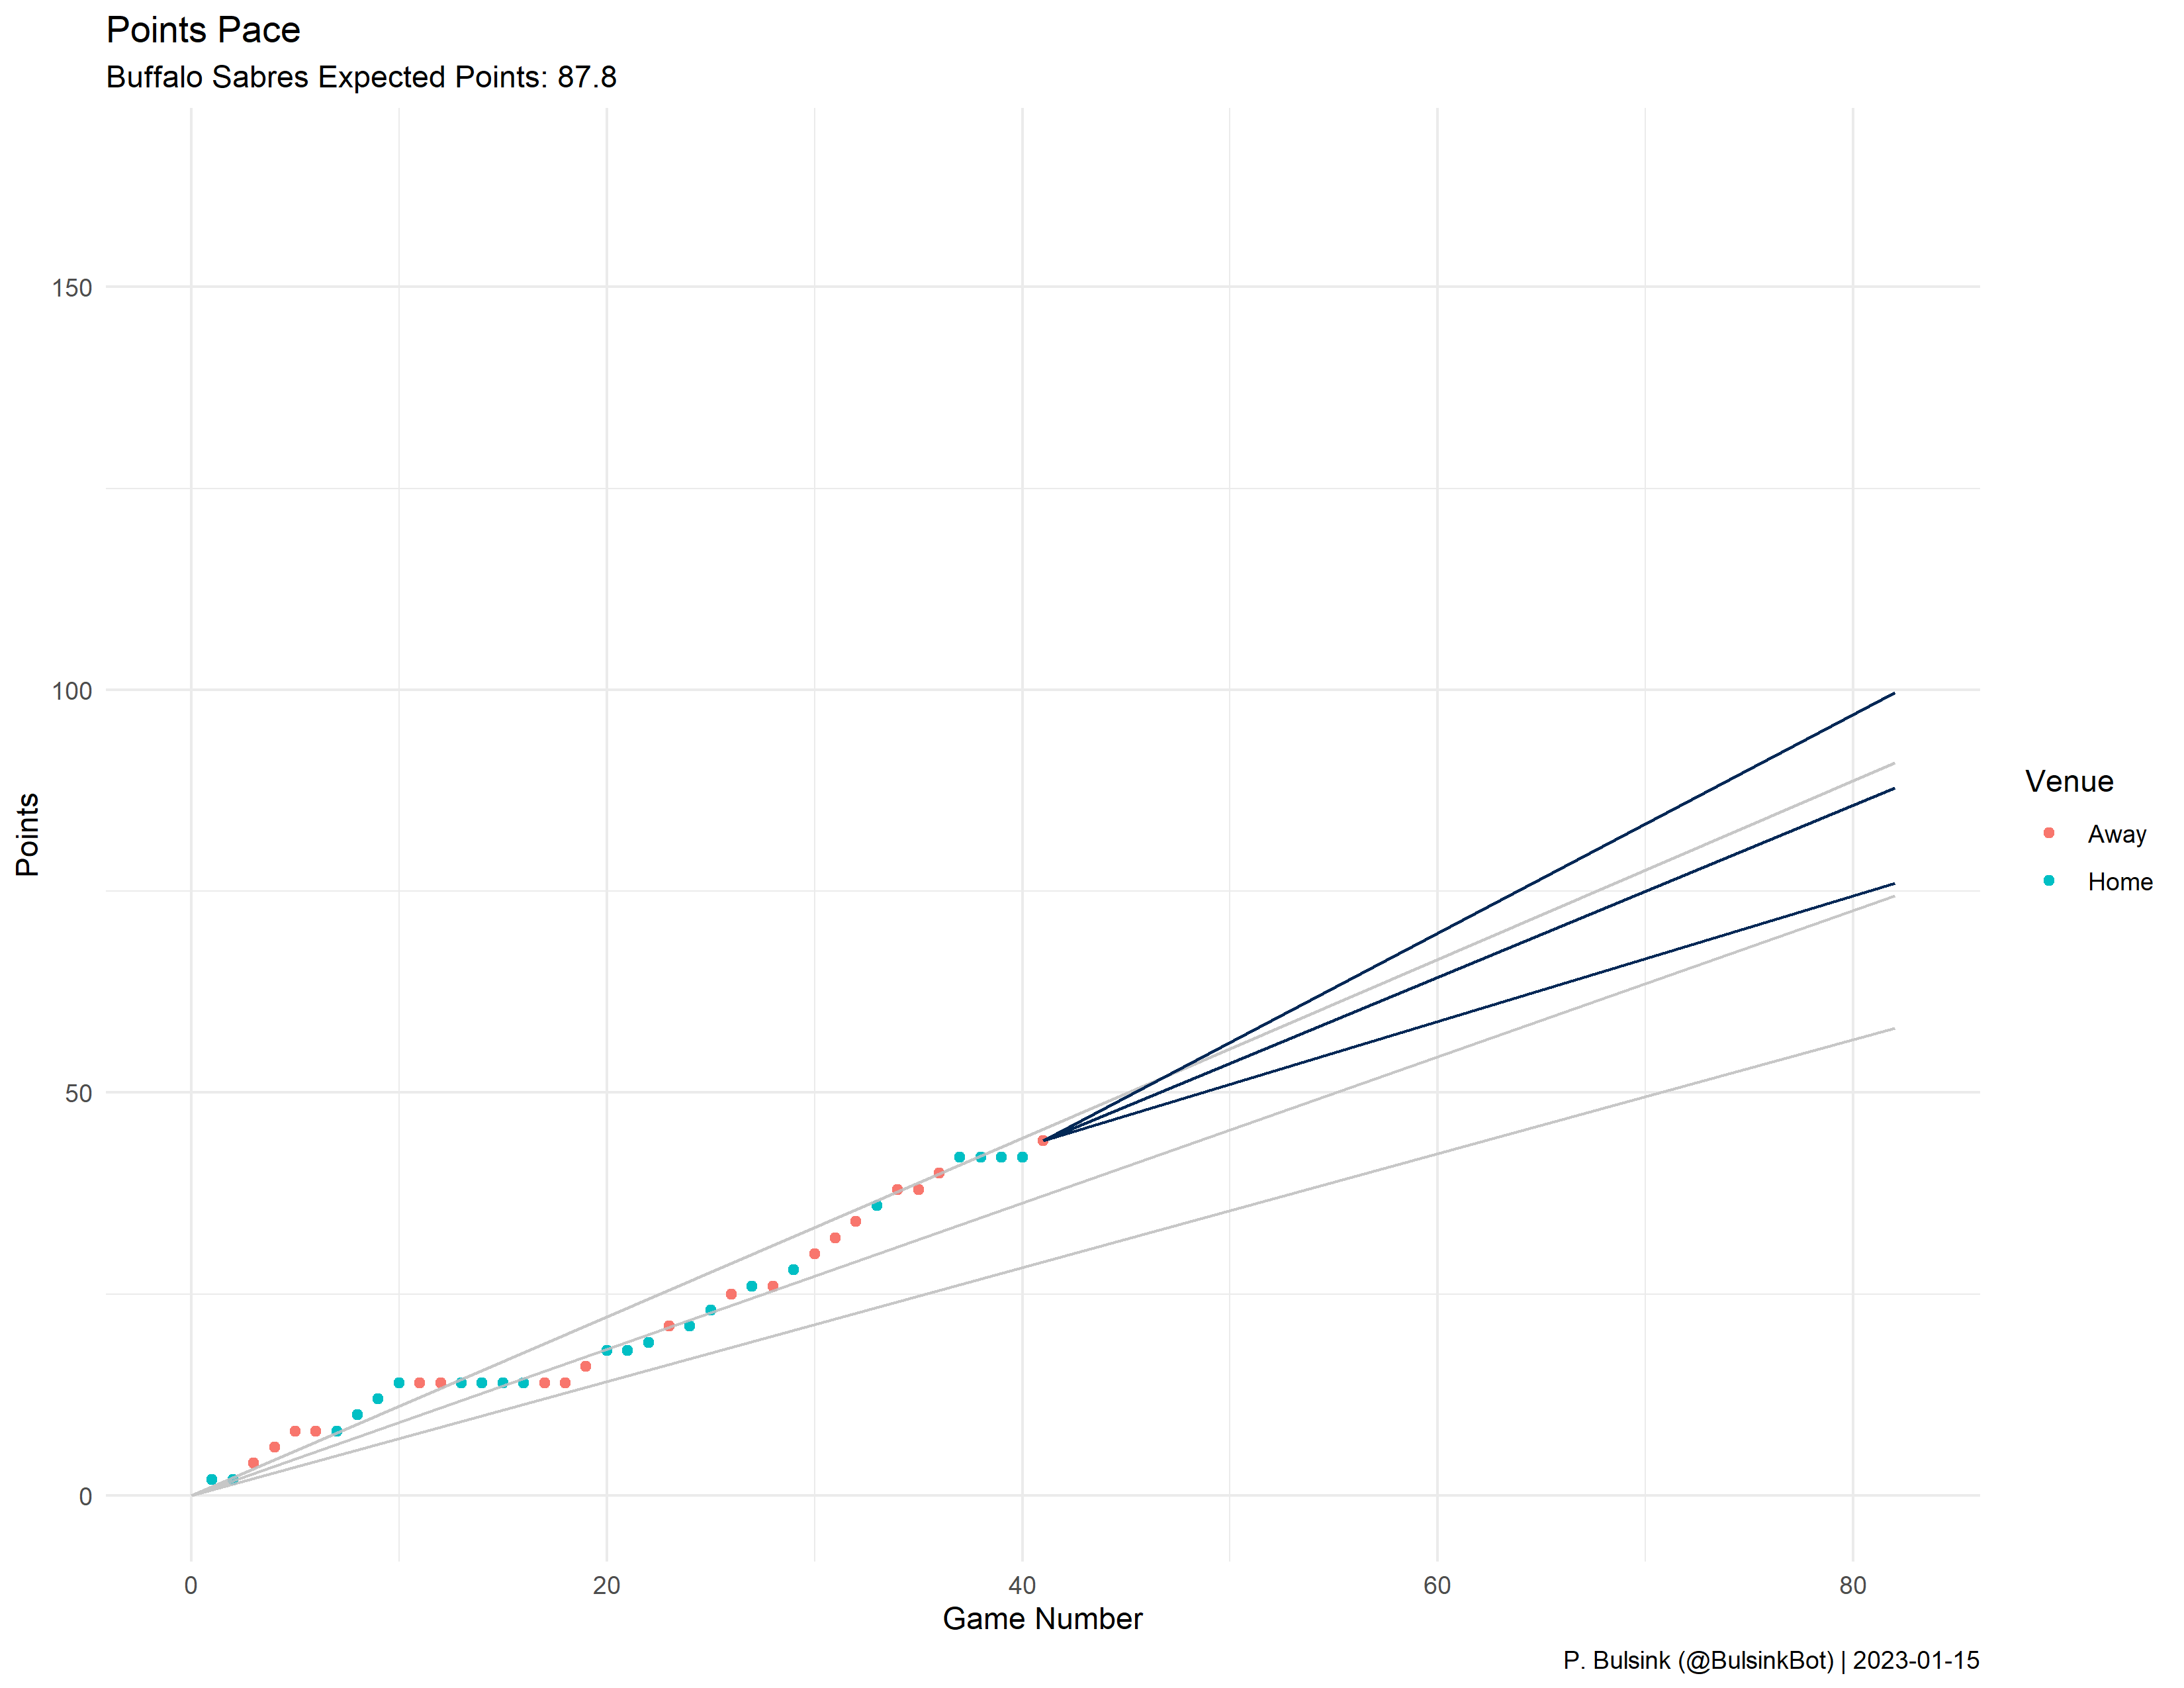 Points Pace
Buffalo Sabres Expected Points: 87.8
150
100
50
0
Points
0 20 40 60 80
Game Number
Venue
Away
Home
P. Bulsink (@BulsinkBot) | 2023-01-15